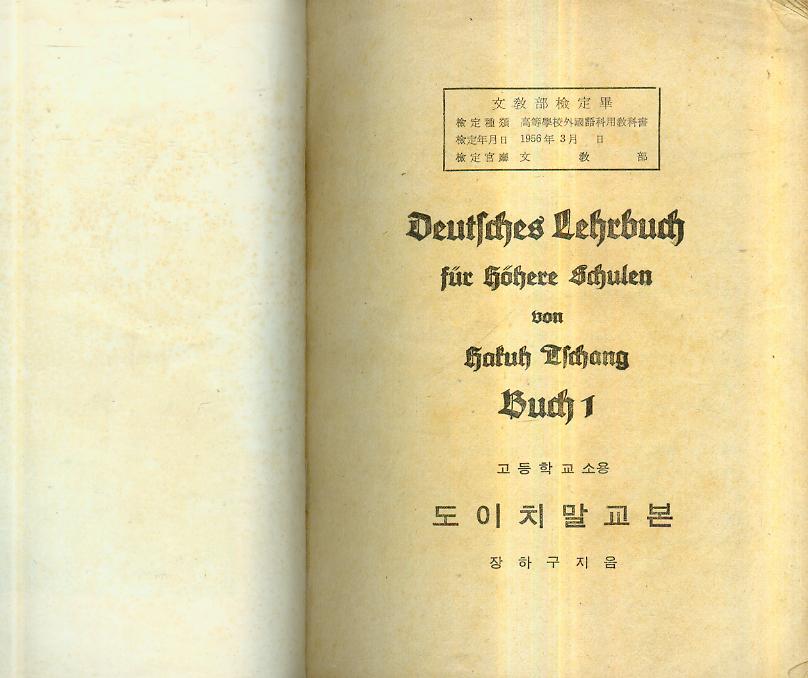 文敎部檢定畢
檢定種類 高等學校外國語科用敎科書
檢定年月日 1956年3月 日
檢定官廳 文敎部
Deutſches Lehrbuch
für Höhere Schulen
von
Hakuh Tſchang
Buch 1
고등학교소용
도이치말교본
장하구지음